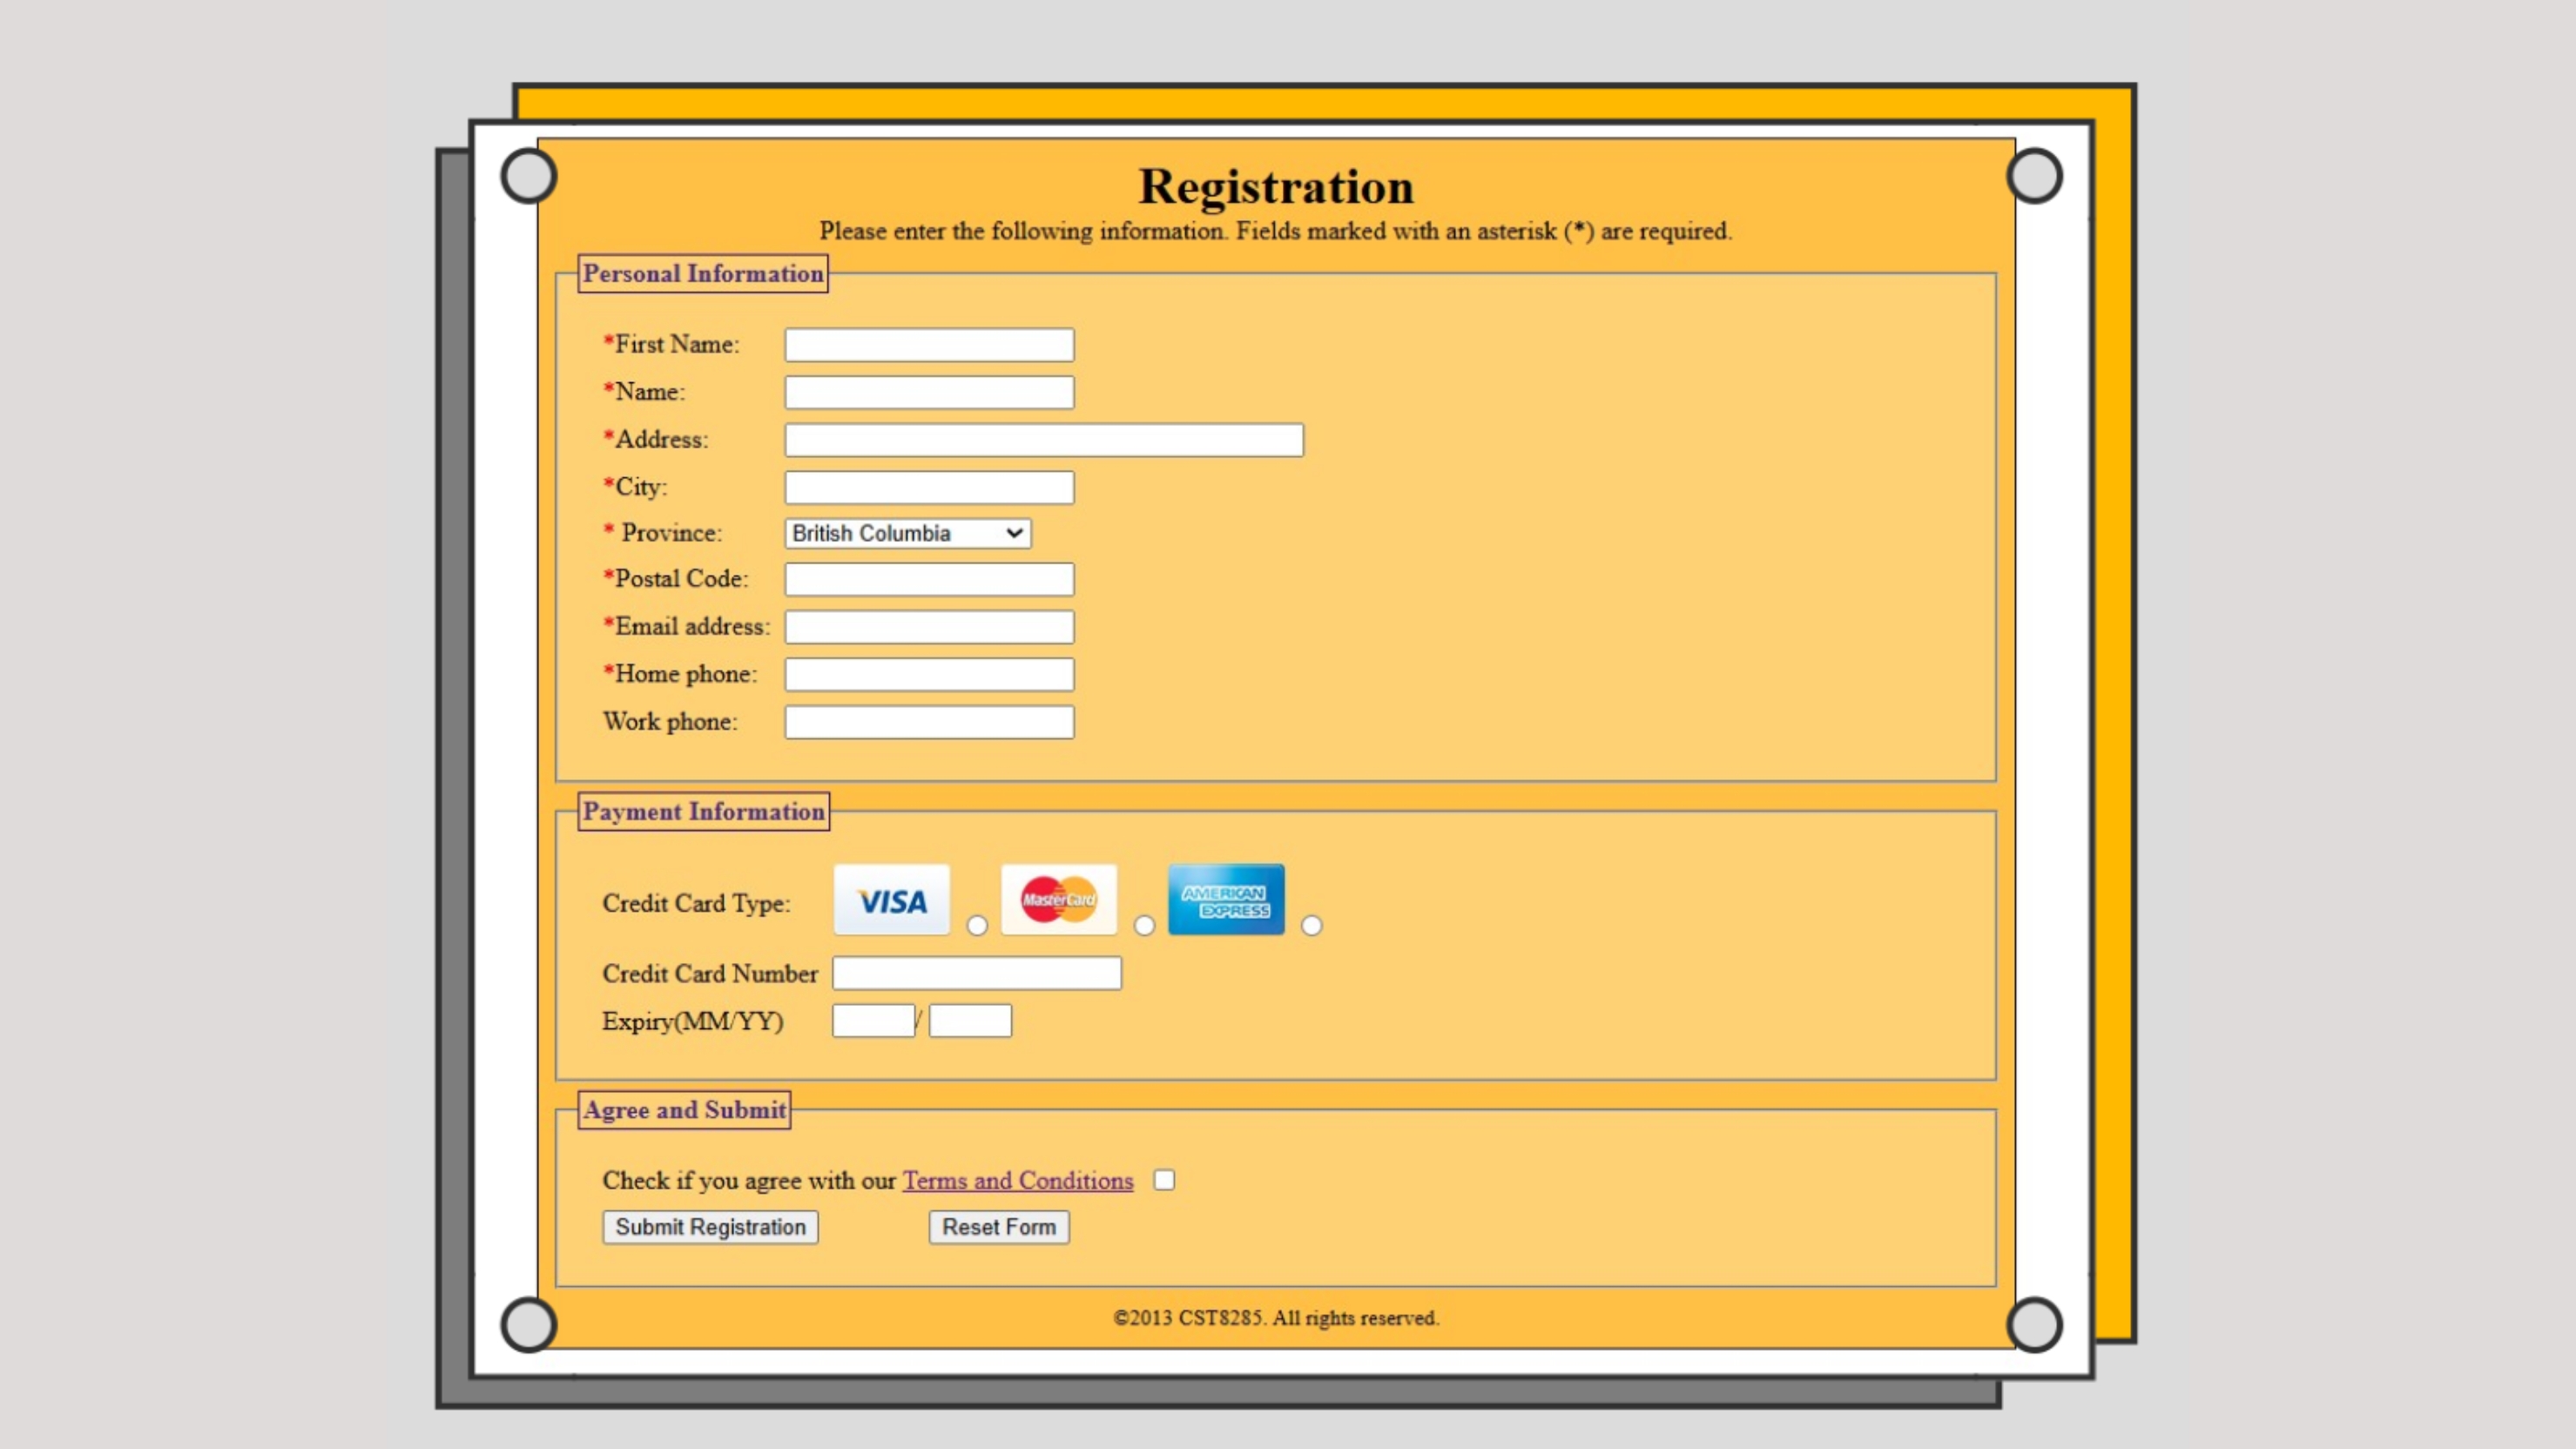 Registration
Please enter the following information. Fields marked with an asterisk (*) are required.
Personal Information
*First Name:
*Name:
*Address:
*City:
* Province: British Columbia
*Postal Code:
*Email address:
*Home phone:
Work phone:
Payment Information
Credit Card Type: VISA MasterCard AMERICAN EXPRESS
Credit Card Number
Expiry(MM/YY) /
Agree and Submit
Check if you agree with our Terms and Conditions
Submit Registration Reset Form
©2013 CST8285. All rights reserved.